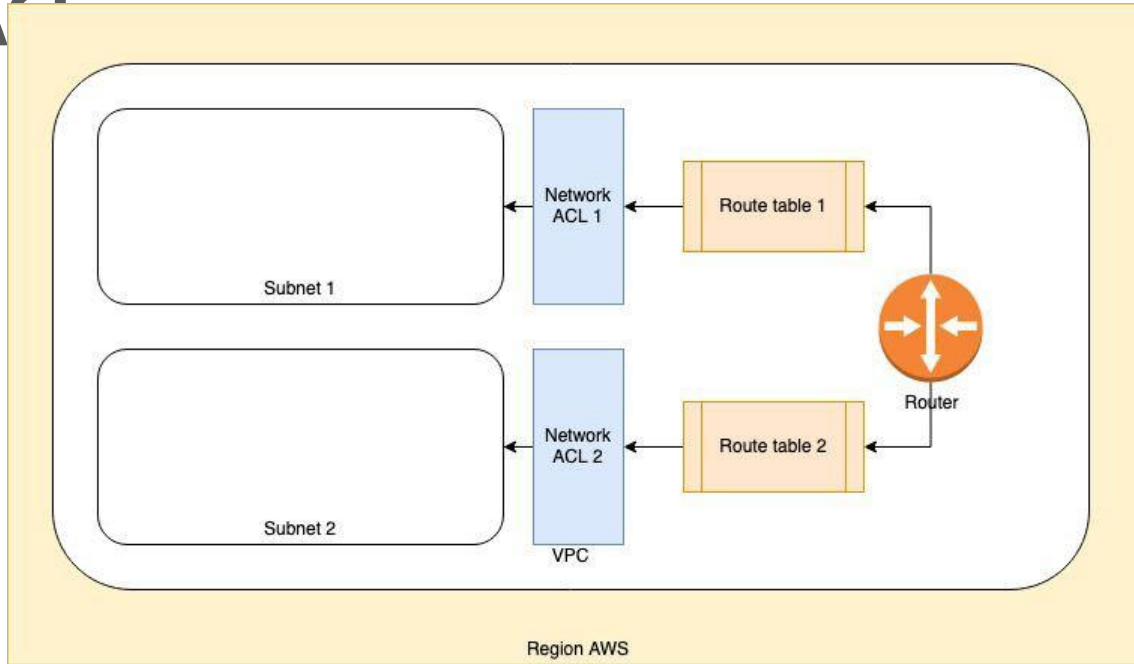 Network
ACL 1
Route table 1
Subnet 1
Router
Network
ACL 2
Route table 2
Subnet 2
VPC
Region AWS